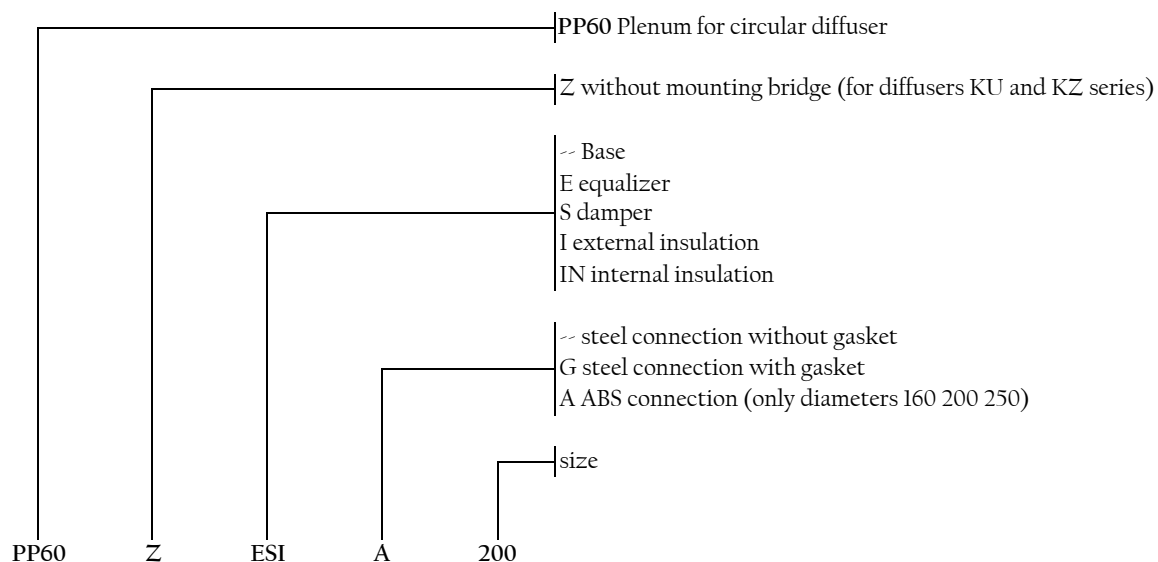 PP60 Plenum for circular diffuser
Z without mounting bridge (for diffusers KU and KZ series)
-- Base
E equalizer
S damper
I external insulation
IN internal insulation
-- steel connection without gasket
G steel connection with gasket
A ABS connection (only diameters 160 200 250)
size
PP60 Z ESI A 200